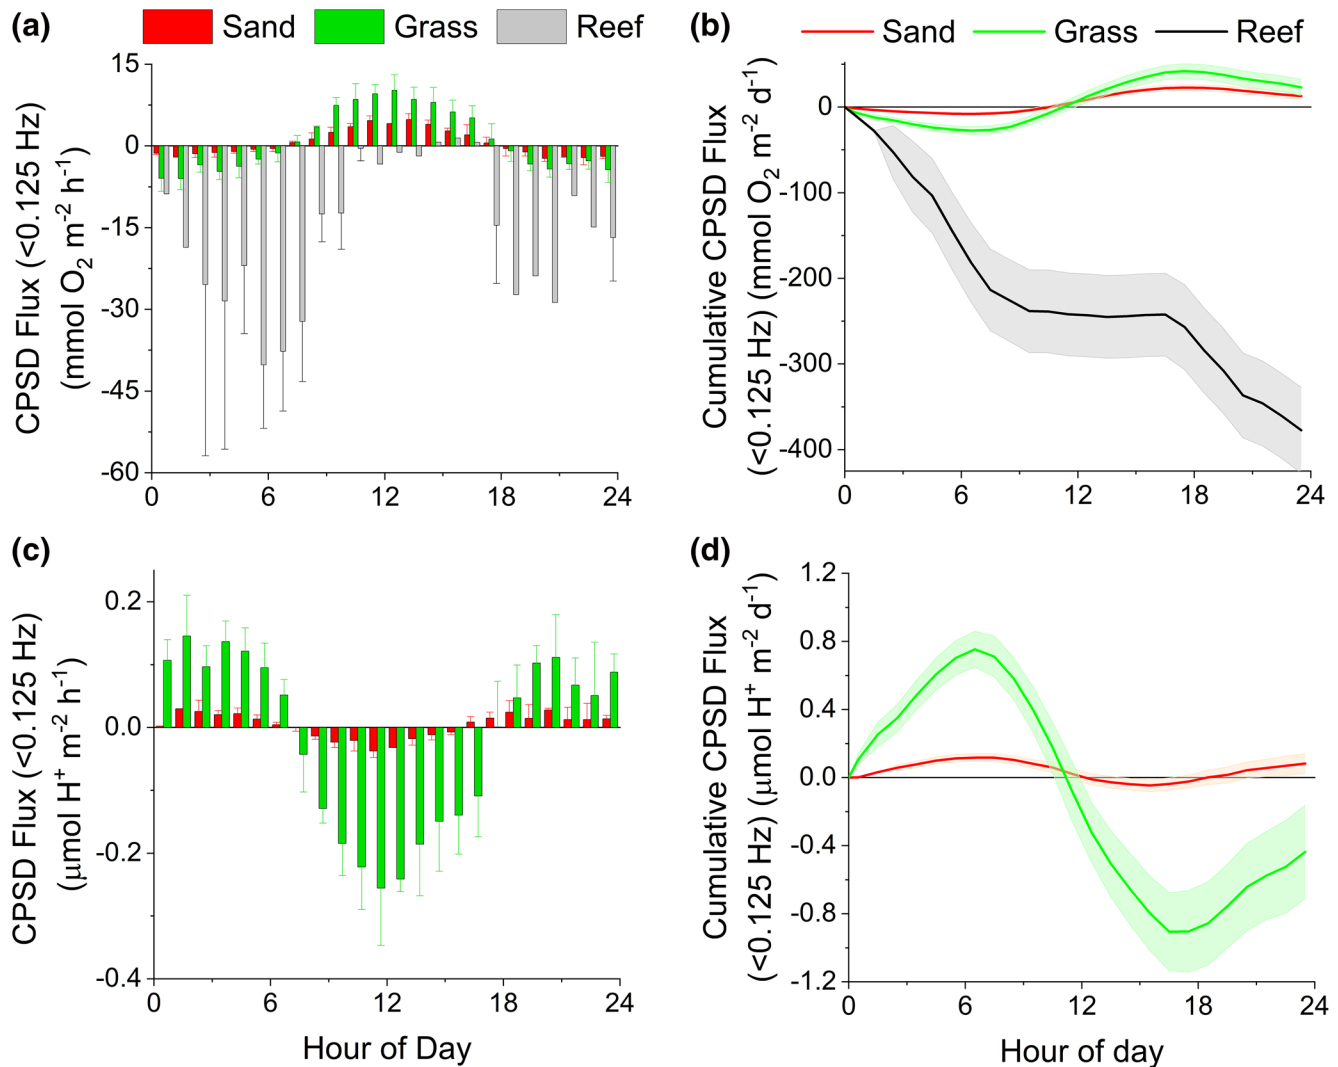 (a) Sand Grass Reef
CPSD Flux (<0.125 Hz)
(mmol O₂ m⁻² h⁻¹)
15
0
-15
-30
-45
-60
0 6 12 18 24
(b) Sand Grass Reef
Cumulative CPSD Flux
(<0.125 Hz) (mmol O₂ m⁻² d⁻¹)
0
-100
-200
-300
-400
0 6 12 18 24
(c)
CPSD Flux (<0.125 Hz)
(μmol H⁺ m⁻² h⁻¹)
0.2
0.0
-0.2
-0.4
0 6 12 18 24
Hour of Day
(d)
Cumulative CPSD Flux
(<0.125 Hz) (μmol H⁺ m⁻² d⁻¹)
1.2
0.8
0.4
0.0
-0.4
-0.8
-1.2
0 6 12 18 24
Hour of day